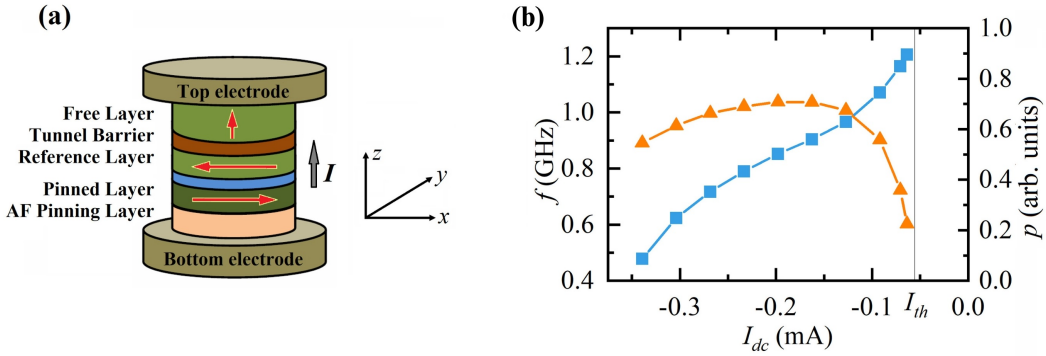 (a)
Top electrode
Free Layer
Tunnel Barrier
Reference Layer
Pinned Layer
AF Pinning Layer
Bottom electrode
I
z
y
x
(b)
f (GHz)
1.2
1.0
0.8
0.6
0.4
1.0
0.8
0.6
0.4
0.2
0.0
p (arb. units)
-0.3
-0.2
-0.1
I_th
0.0
I_dc (mA)